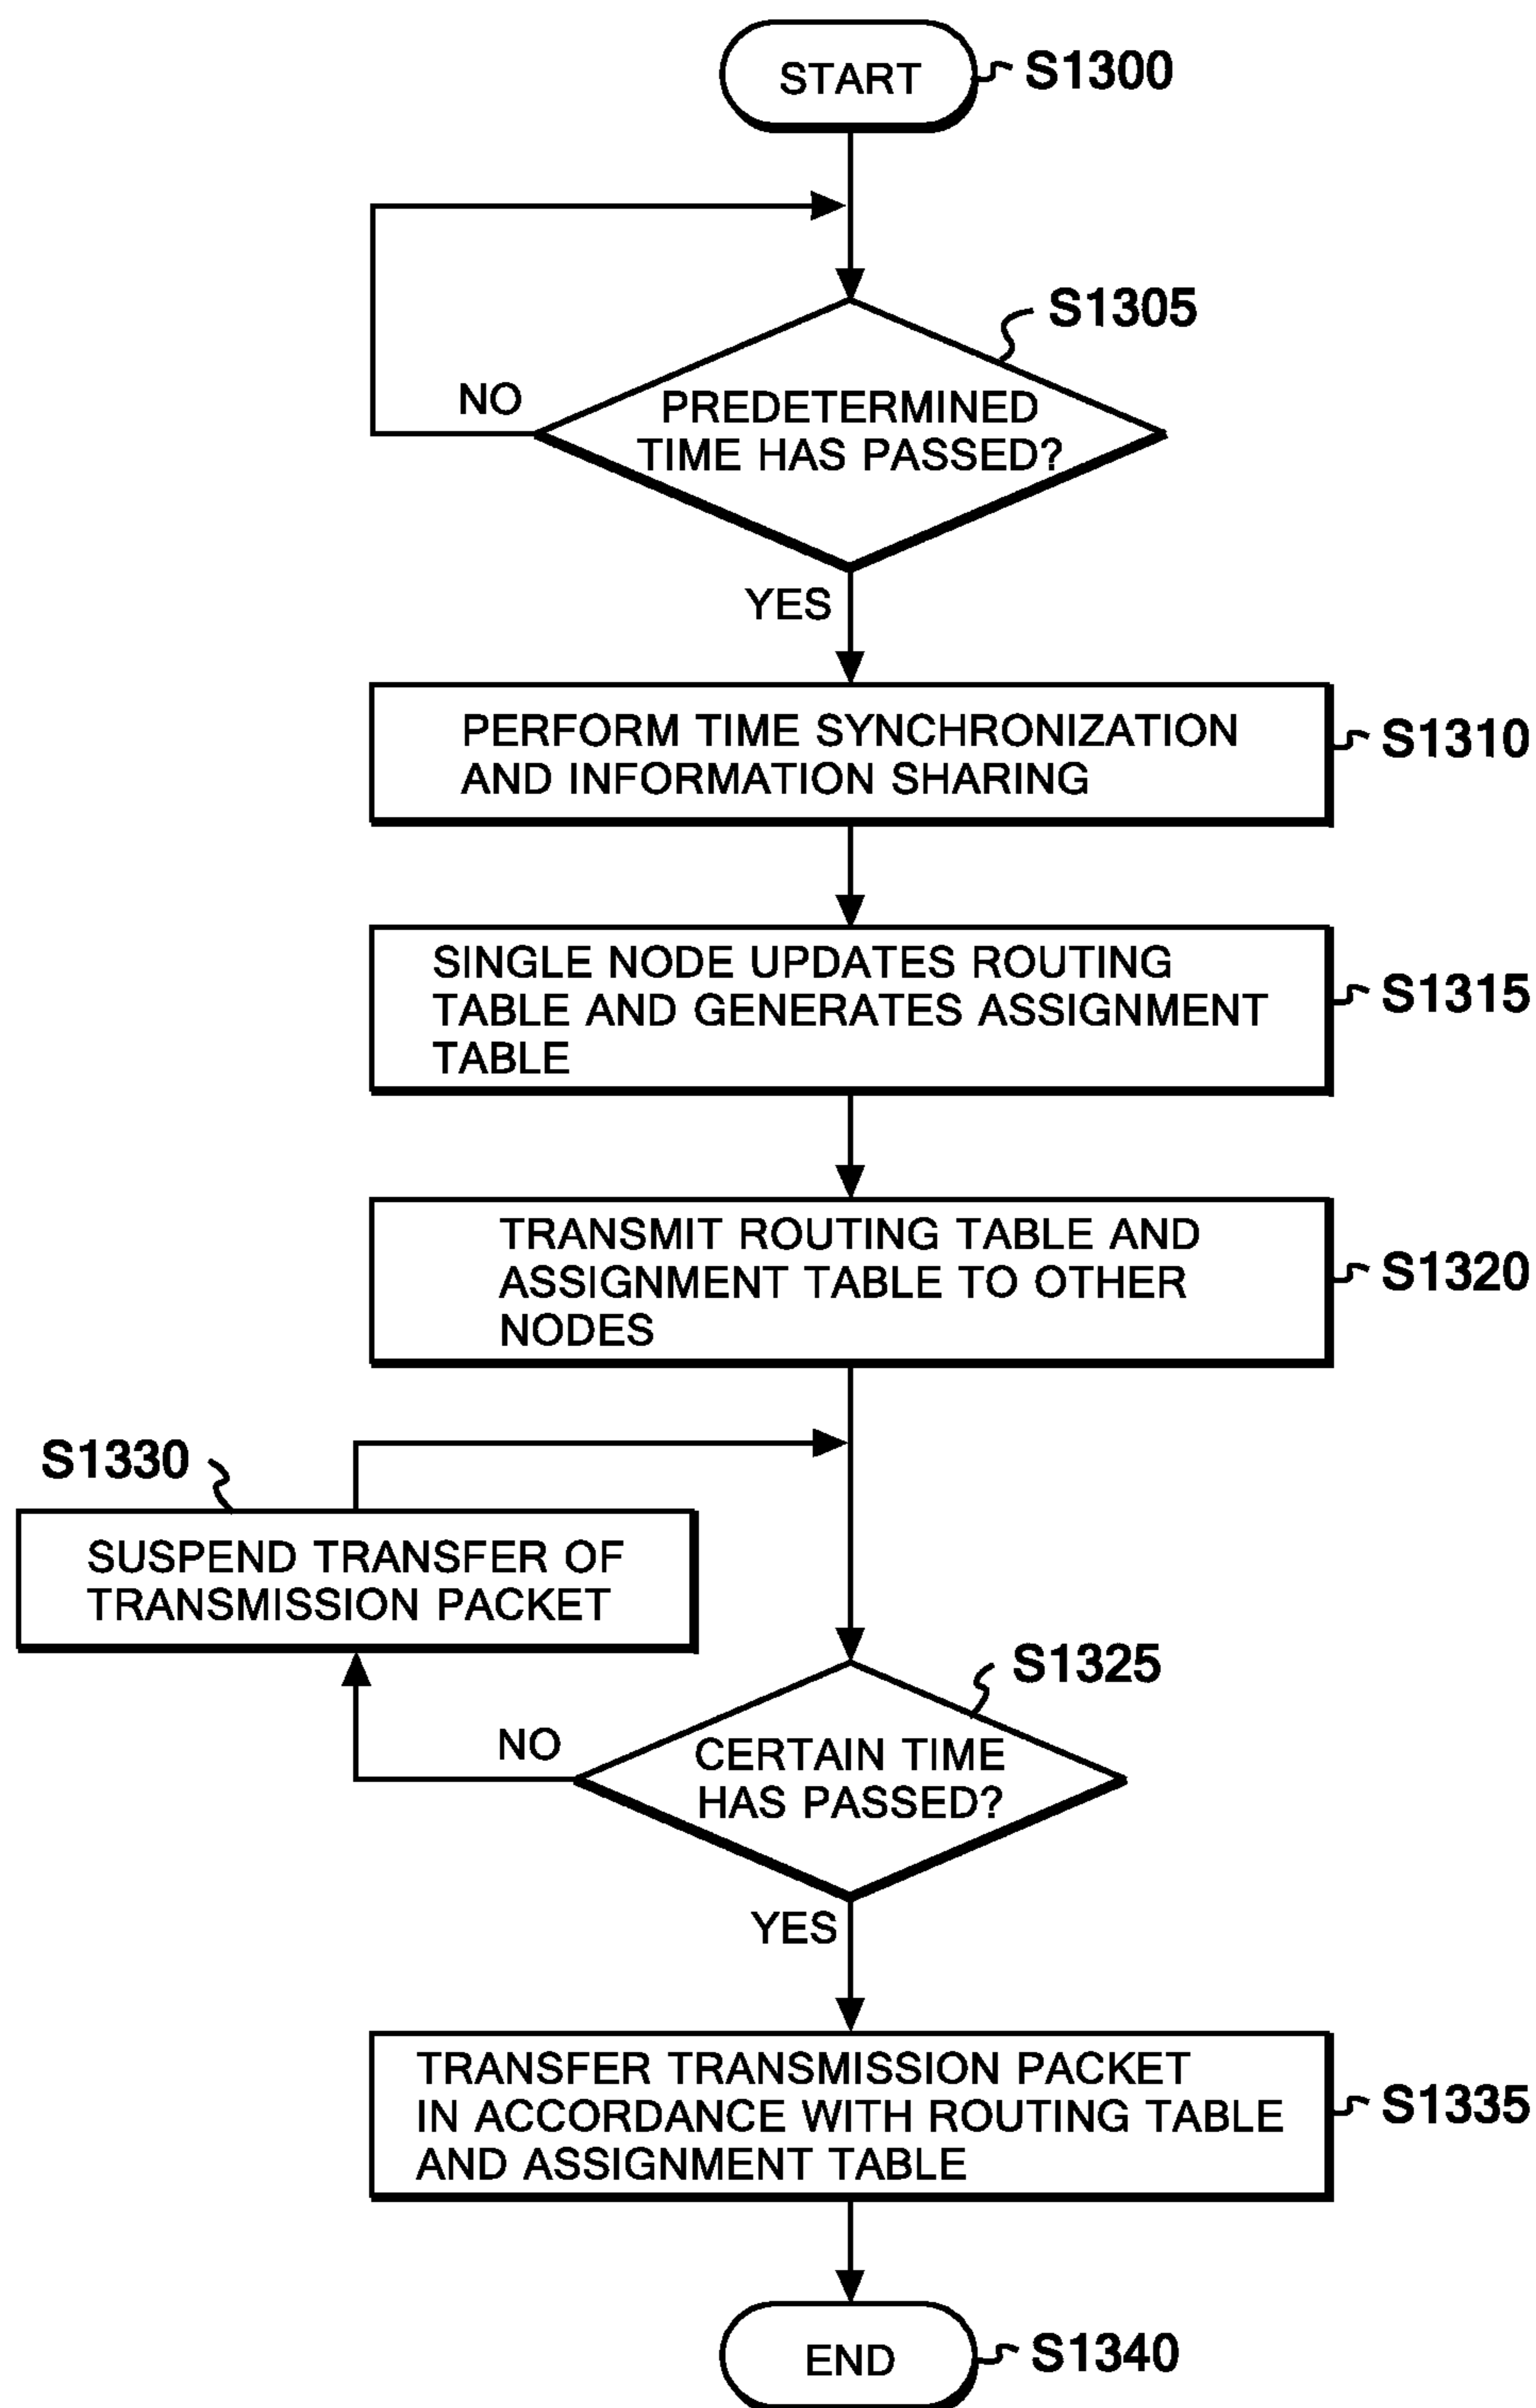 START
S1300
S1305
NO
PREDETERMINED
TIME HAS PASSED?
YES
PERFORM TIME SYNCHRONIZATION
AND INFORMATION SHARING
S1310
SINGLE NODE UPDATES ROUTING
TABLE AND GENERATES ASSIGNMENT
TABLE
S1315
TRANSMIT ROUTING TABLE AND
ASSIGNMENT TABLE TO OTHER
NODES
S1320
S1330
SUSPEND TRANSFER OF
TRANSMISSION PACKET
S1325
NO
CERTAIN TIME
HAS PASSED?
YES
TRANSFER TRANSMISSION PACKET
IN ACCORDANCE WITH ROUTING TABLE
AND ASSIGNMENT TABLE
S1335
END
S1340